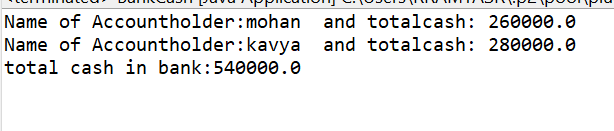 Name of Accountholder:mohan  and totalcash: 260000.0
Name of Accountholder:kavya  and totalcash: 280000.0
total cash in bank:540000.0